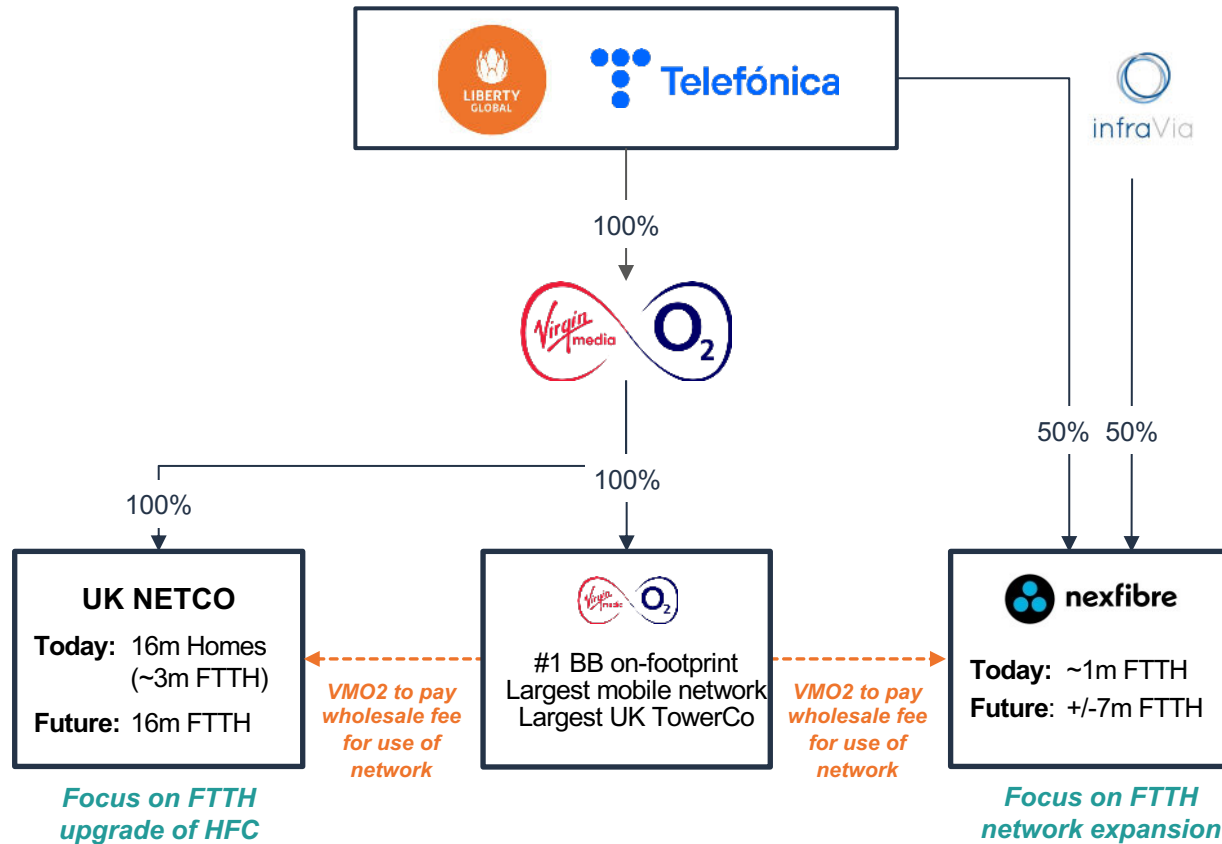 LIBERTY
GLOBAL
Telefónica
infraVia
100%
Virgin
media
O2
50% 50%
100%
100%
UK NETCO
Today: 16m Homes
(~3m FTTH)
Future: 16m FTTH
Focus on FTTH
upgrade of HFC
VMO2 to pay
wholesale fee
for use of
network
Virgin
media
O2
#1 BB on-footprint
Largest mobile network
Largest UK TowerCo
VMO2 to pay
wholesale fee
for use of
network
nexfibre
Today: ~1m FTTH
Future: +/-7m FTTH
Focus on FTTH
network expansion